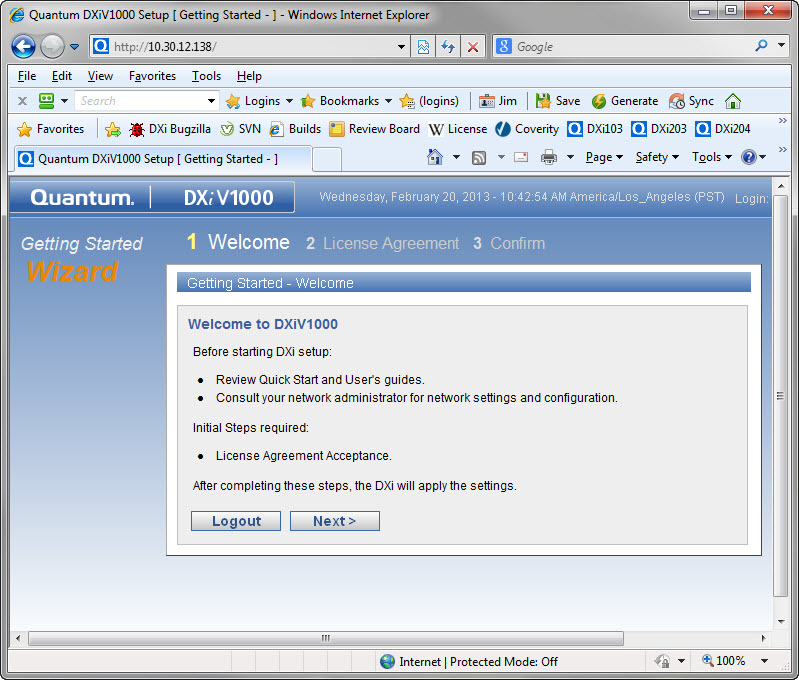 Quantum DXiV1000 Setup [ Getting Started - ] - Windows Internet Explorer
http://10.30.12.138/
Google
File Edit View Favorites Tools Help
Search Logins Bookmarks (logins) Jim Save Generate Sync
Favorites DXi Bugzilla SVN Builds Review Board License Coverity DXi103 DXi203 DXi204
Quantum DXiV1000 Setup [ Getting Started - ]
Page Safety Tools
Quantum. DXi V1000 Wednesday, February 20, 2013 - 10:42:54 AM America/Los_Angeles (PST) Login:
Getting Started
Wizard
1 Welcome 2 License Agreement 3 Confirm
Getting Started - Welcome
Welcome to DXiV1000
Before starting DXi setup:
• Review Quick Start and User's guides.
• Consult your network administrator for network settings and configuration.
Initial Steps required:
• License Agreement Acceptance.
After completing these steps, the DXi will apply the settings.
Logout Next >
Internet | Protected Mode: Off 100%